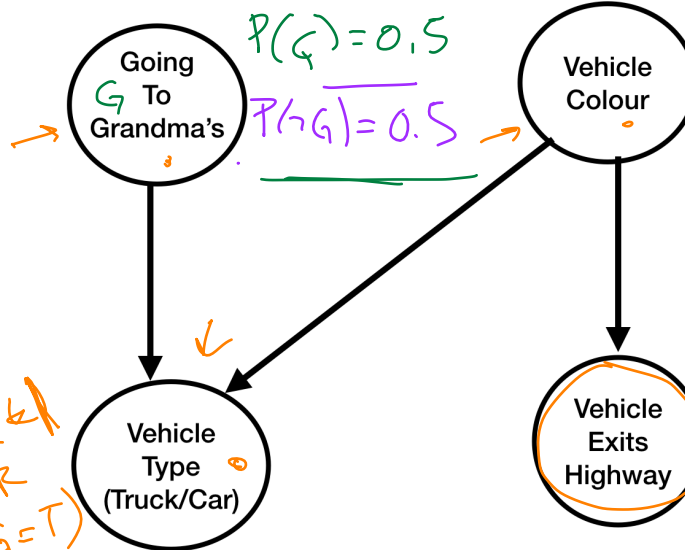 P(G)=0.5
Going
G To
Grandma's
P(¬G)=0.5
Vehicle
Colour
Vehicle
Type
(Truck/Car)
Vehicle
Exits
Highway
=T)